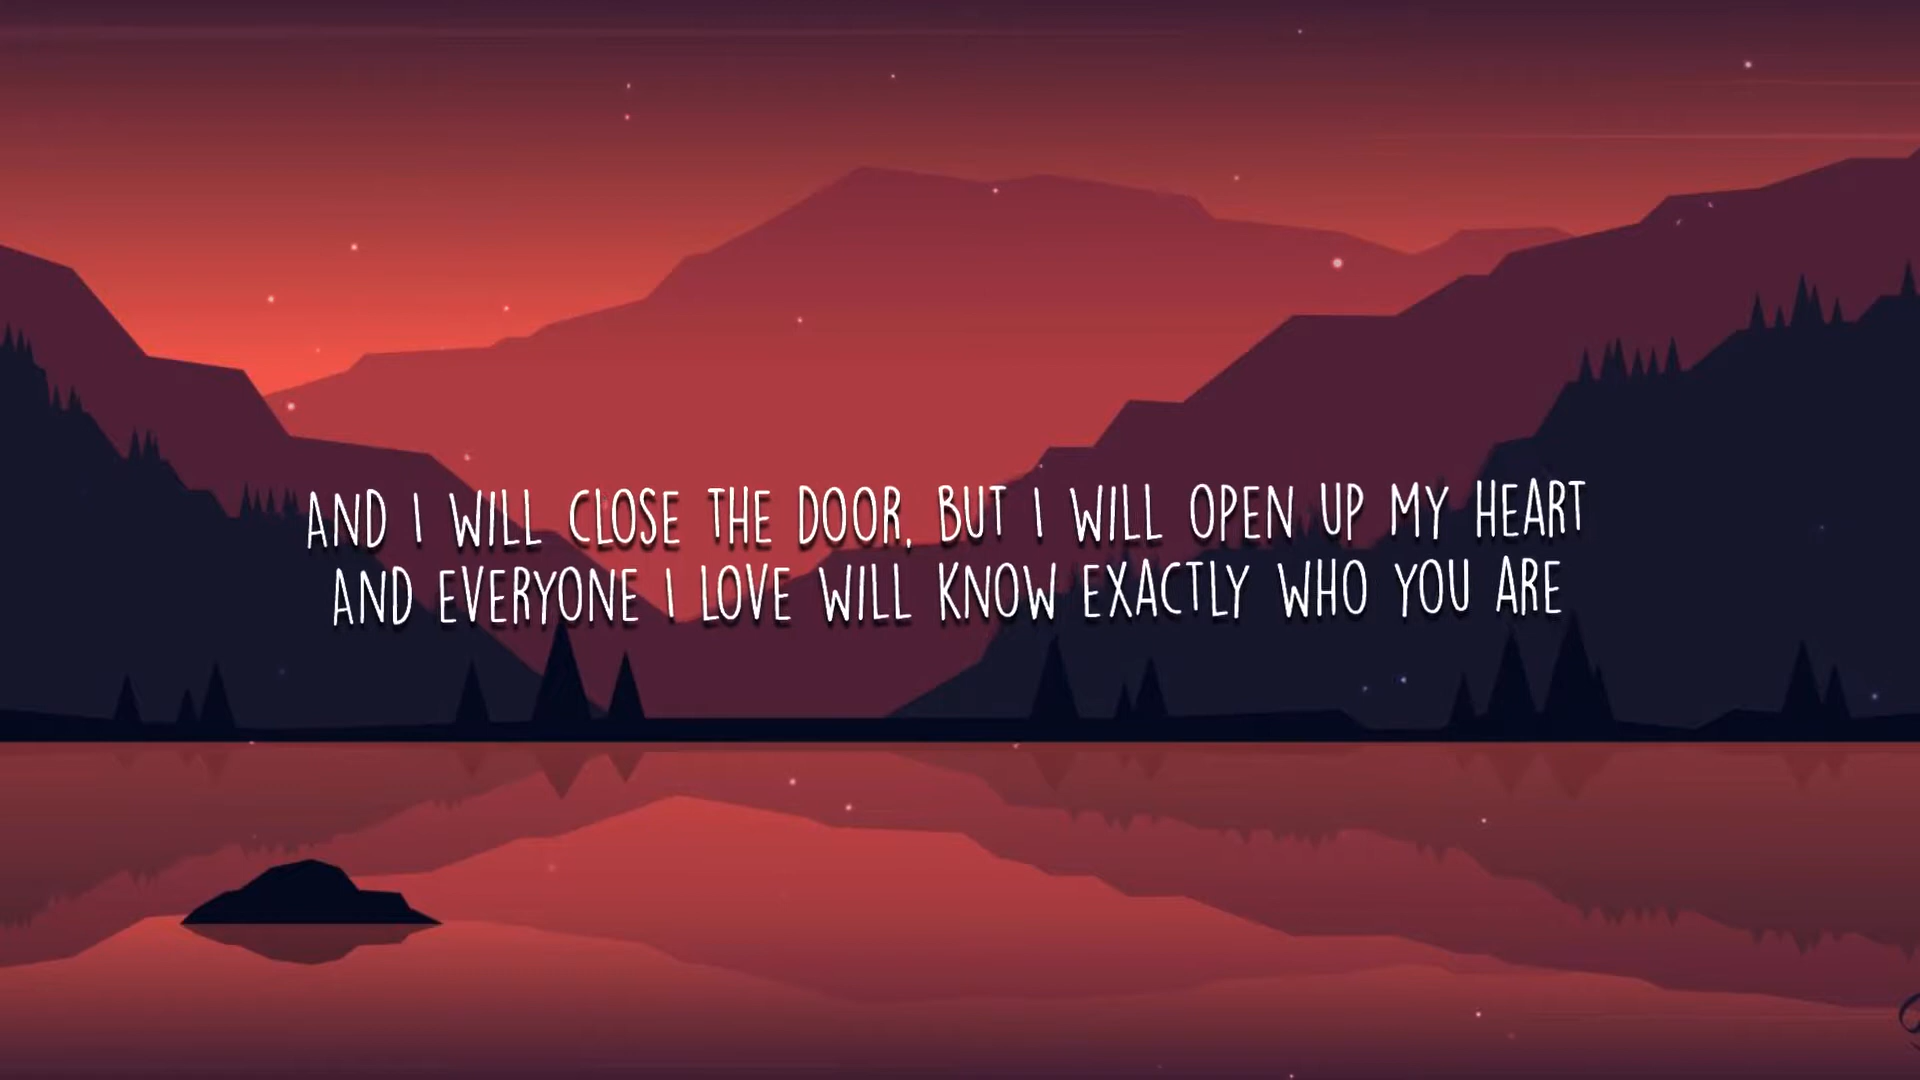 AND I WILL CLOSE THE DOOR, BUT I WILL OPEN UP MY HEART
AND EVERYONE I LOVE WILL KNOW EXACTLY WHO YOU ARE